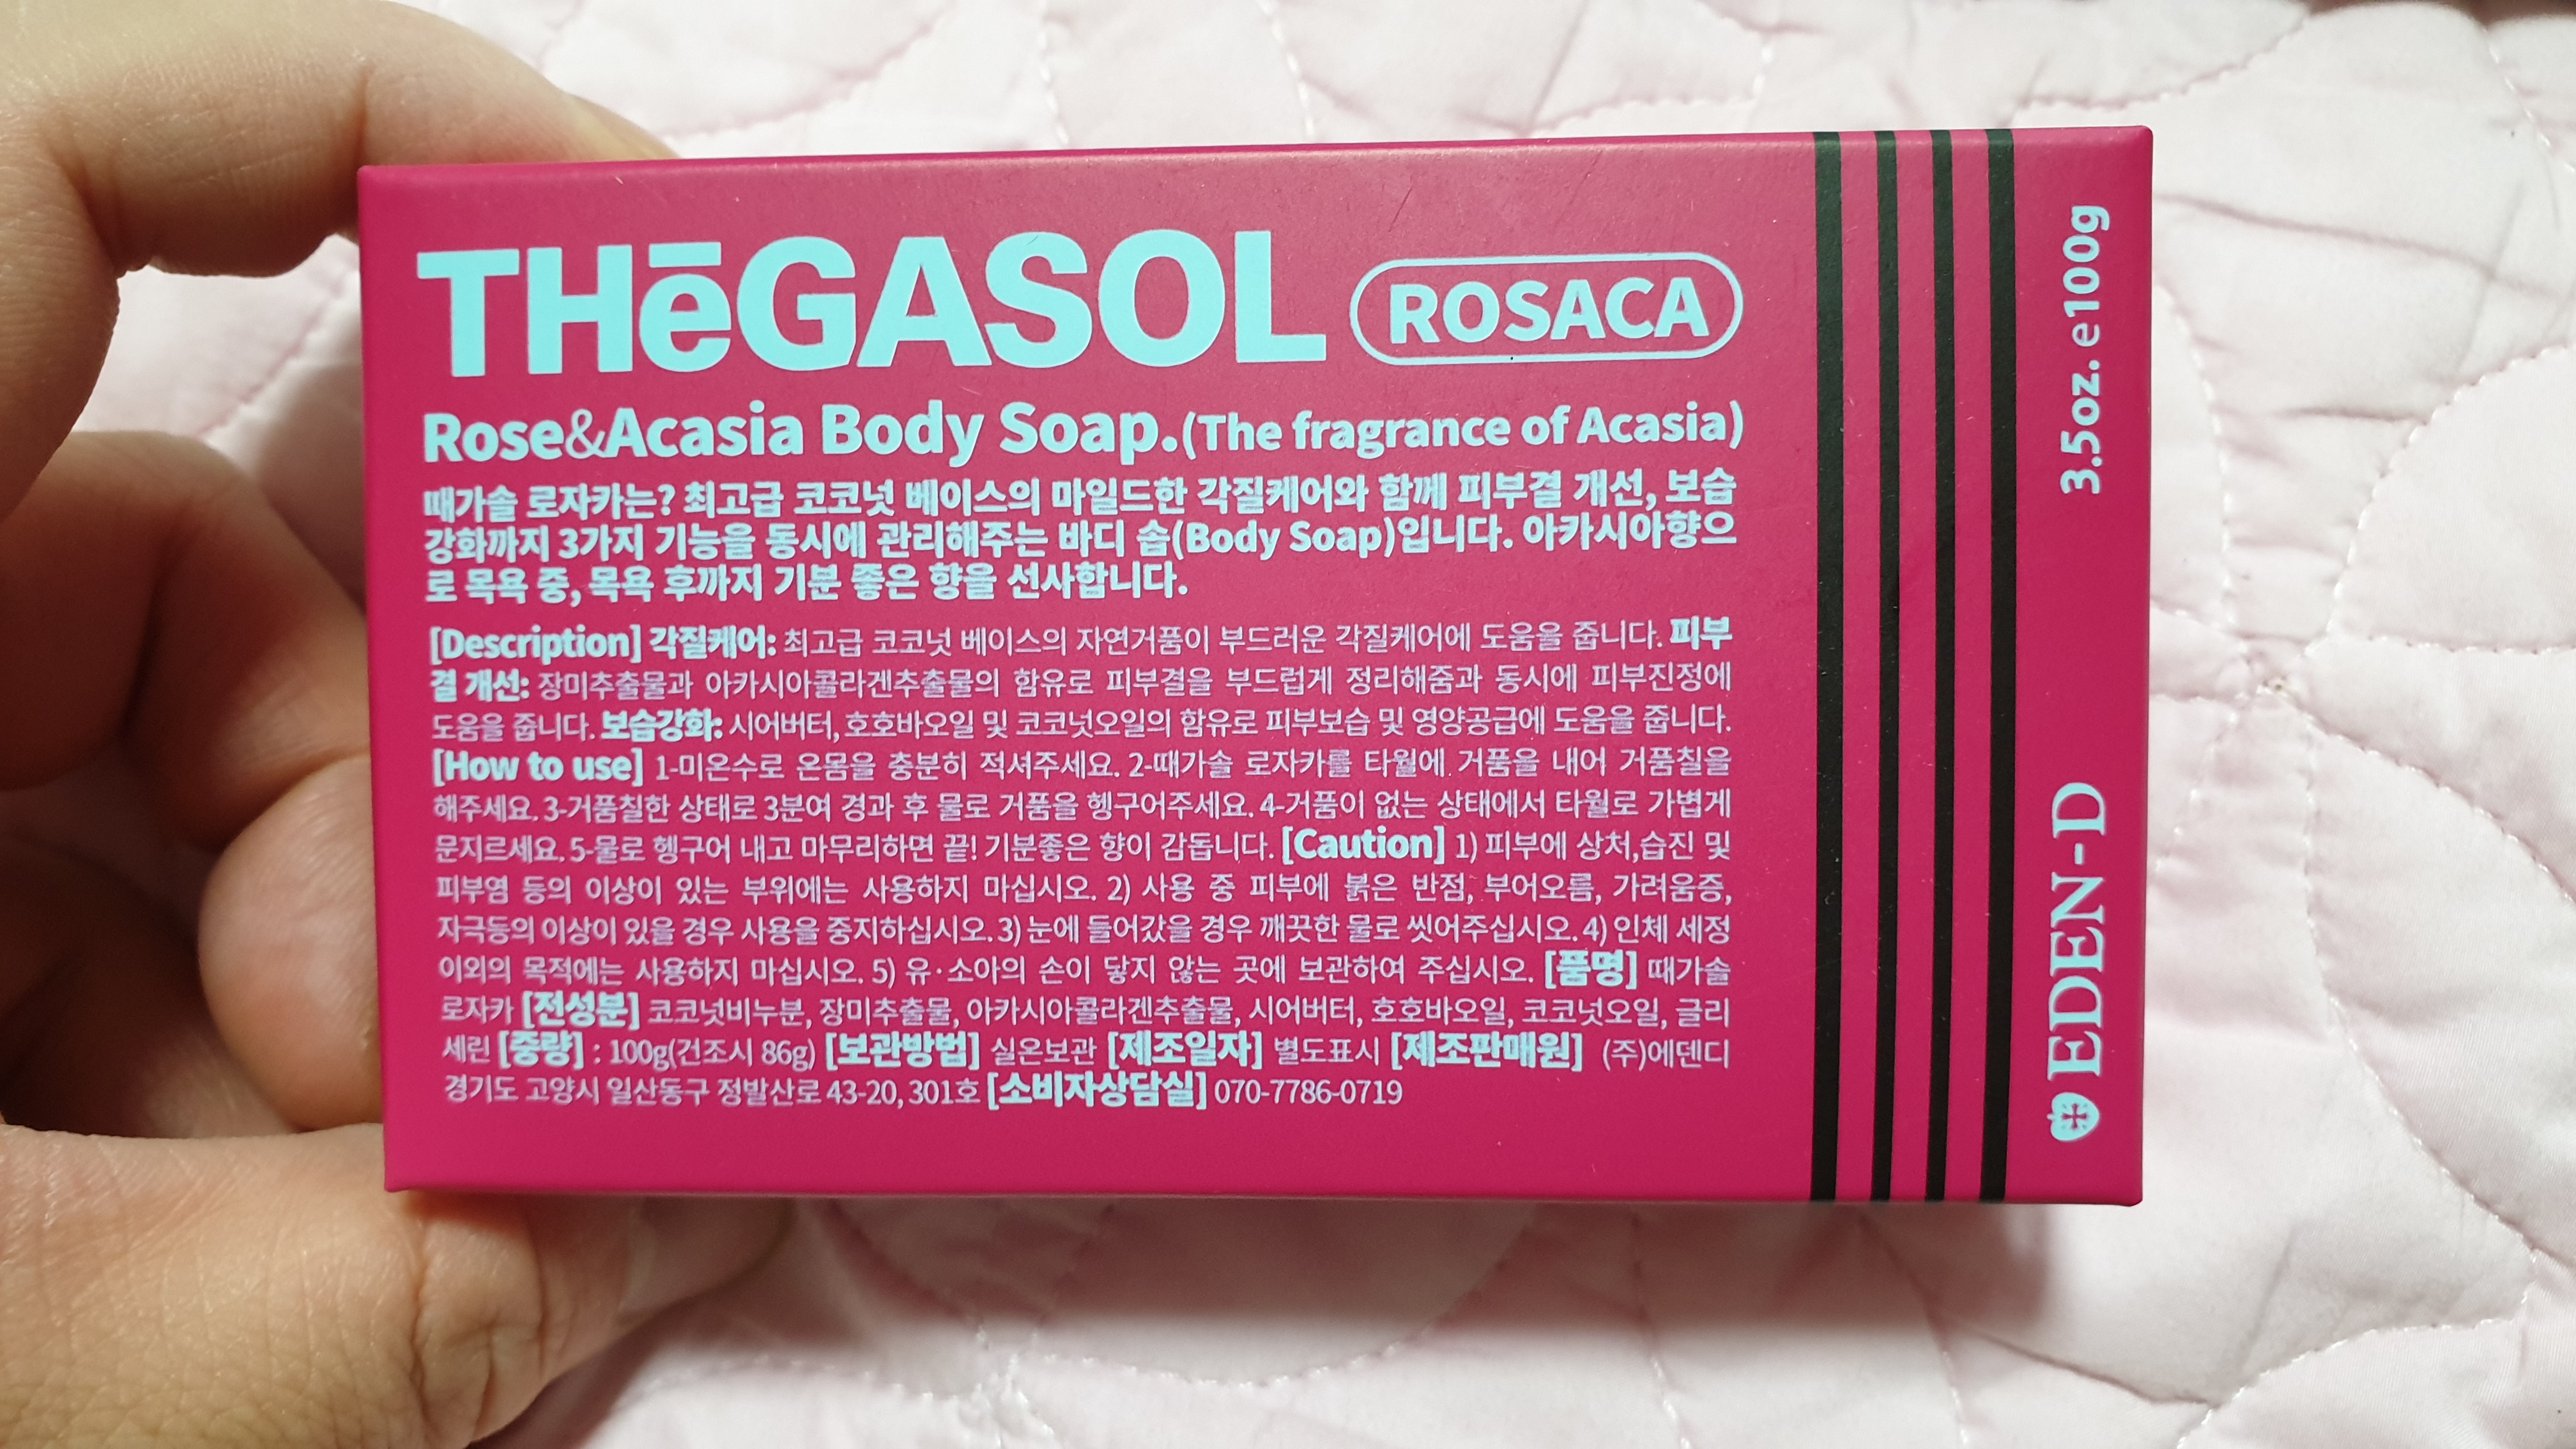 THēGASOL ROSACA
Rose&Acasia Body Soap.(The fragrance of Acasia)
때가솔 로자카는? 최고급 코코넛 베이스의 마일드한 각질케어와 함께 피부결 개선, 보습
강화까지 3가지 기능을 동시에 관리해주는 바디 솝(Body Soap)입니다. 아카시아향으
로 목욕 중, 목욕 후까지 기분 좋은 향을 선사합니다.
[Description] 각질케어: 최고급 코코넛 베이스의 자연거품이 부드러운 각질케어에 도움을 줍니다. 피부
결 개선: 장미추출물과 아카시아콜라겐추출물의 함유로 피부결을 부드럽게 정리해줌과 동시에 피부진정에
도움을 줍니다. 보습강화: 시어버터, 호호바오일 및 코코넛오일의 함유로 피부보습 및 영양공급에 도움을 줍니다.
[How to use] 1-미온수로 온몸을 충분히 적셔주세요. 2-때가솔 로자카를 타월에 거품을 내어 거품칠을
해주세요. 3-거품칠한 상태로 3분여 경과 후 물로 거품을 헹구어주세요. 4-거품이 없는 상태에서 타월로 가볍게
문지르세요. 5-물로 헹구어 내고 마무리하면 끝! 기분좋은 향이 감돕니다. [Caution] 1) 피부에 상처,습진 및
피부염 등의 이상이 있는 부위에는 사용하지 마십시오. 2) 사용 중 피부에 붉은 반점, 부어오름, 가려움증,
자극등의 이상이 있을 경우 사용을 중지하십시오. 3) 눈에 들어갔을 경우 깨끗한 물로 씻어주십시오. 4) 인체 세정
이외의 목적에는 사용하지 마십시오. 5) 유·소아의 손이 닿지 않는 곳에 보관하여 주십시오. [품명] 때가솔
로자카 [전성분] 코코넛비누분, 장미추출물, 아카시아콜라겐추출물, 시어버터, 호호바오일, 코코넛오일, 글리
세린 [중량] : 100g(건조시 86g) [보관방법] 실온보관 [제조일자] 별도표시 [제조판매원] (주)에덴디
경기도 고양시 일산동구 정발산로 43-20, 301호 [소비자상담실] 070-7786-0719
3.5oz. e100g
EDEN-D